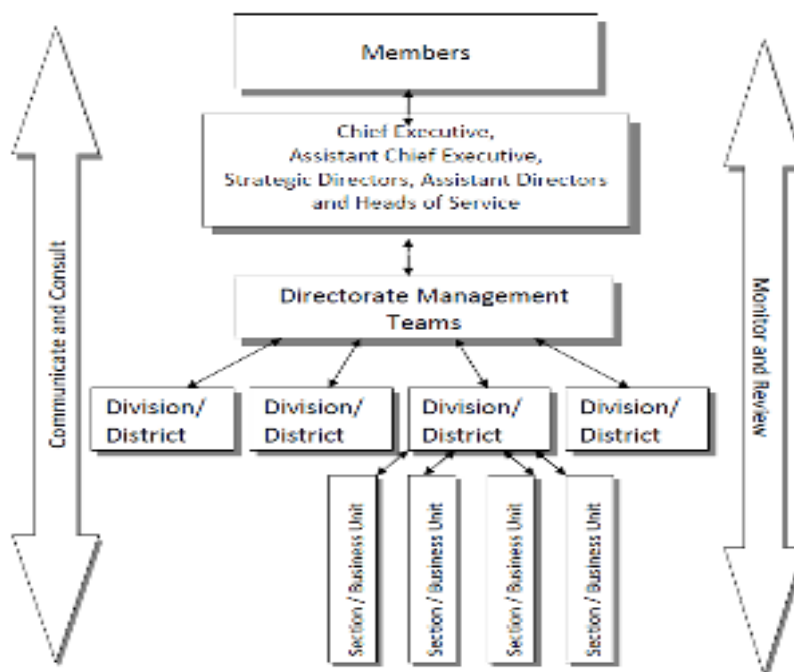 Members
Chief Executive,
Assistant Chief Executive,
Strategic Directors, Assistant Directors
and Heads of Service
Directorate Management
Teams
Communicate and Consult
Monitor and Review
Division/
District
Division/
District
Division/
District
Division/
District
Section / Business Unit
Section / Business Unit
Section / Business Unit
Section / Business Unit